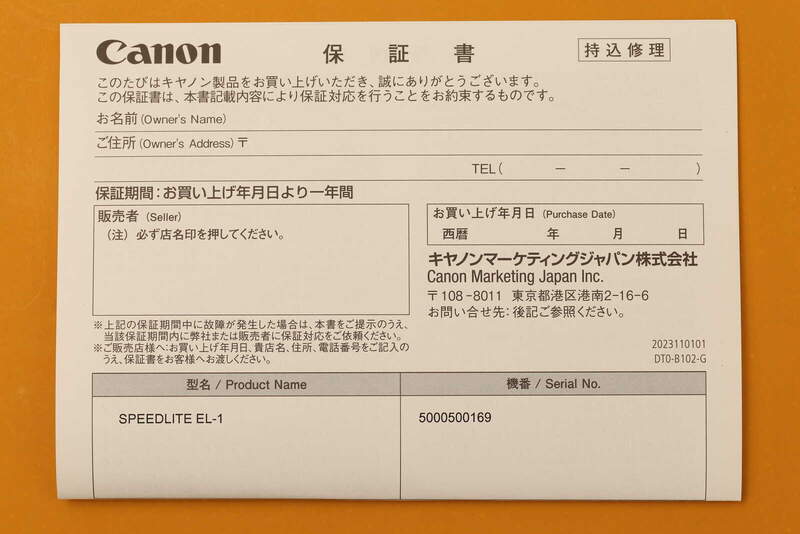 Canon 保証書 持込修理
このたびはキヤノン製品をお買い上げいただき、誠にありがとうございます。
この保証書は、本書記載内容により保証対応を行うことをお約束するものです。
お名前 (Owner's Name)
ご住所 (Owner's Address) 〒
TEL ( － － )
保証期間：お買い上げ年月日より一年間
販売者 (Seller)
（注）必ず店名印を押してください。
お買い上げ年月日 (Purchase Date)
西暦 年 月 日
キヤノンマーケティングジャパン株式会社
Canon Marketing Japan Inc.
〒108-8011 東京都港区港南2-16-6
お問い合せ先：後記ご参照ください。
※上記の保証期間中に故障が発生した場合は、本書をご提示のうえ、
当該保証期間内に弊社または販売者に保証対応をご依頼ください。
※ご販売店様へ：お買い上げ年月日、貴店名、住所、電話番号をご記入の
うえ、保証書をお客様へお渡しください。
2023110101
DT0-B102-G
型名 / Product Name 機番 / Serial No.
SPEEDLITE EL-1 5000500169